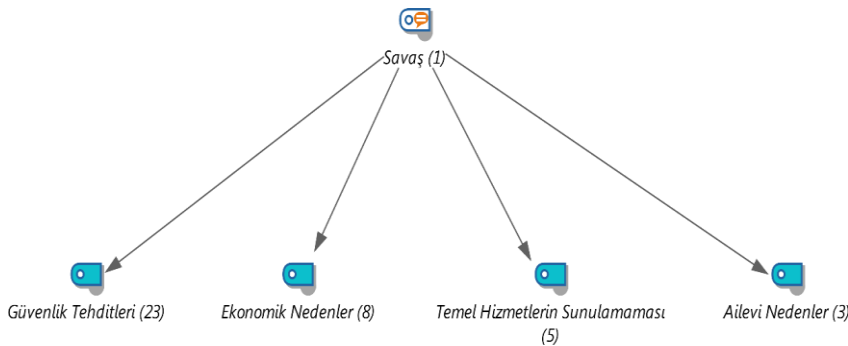 Savaş (1)
Güvenlik Tehditleri (23)
Ekonomik Nedenler (8)
Temel Hizmetlerin Sunulamaması
(5)
Ailevi Nedenler (3)